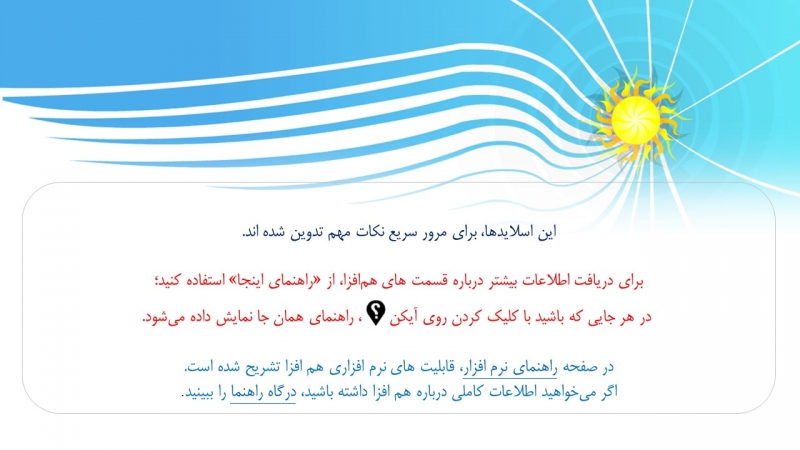 این اسلایدها، برای مرور سریع نکات مهم تدوین شده اند.
برای دریافت اطلاعات بیشتر درباره قسمت های هم‌افزا، از «راهنمای اینجا» استفاده کنید؛
در هر جایی که باشید با کلیک کردن روی آیکن ؟ ، راهنمای همان جا نمایش داده می‌شود.
در صفحه راهنمای نرم افزار، قابلیت های نرم افزاری هم افزا تشریح شده است.
اگر می‌خواهید اطلاعات کاملی درباره هم افزا داشته باشید، درگاه راهنما را ببینید.